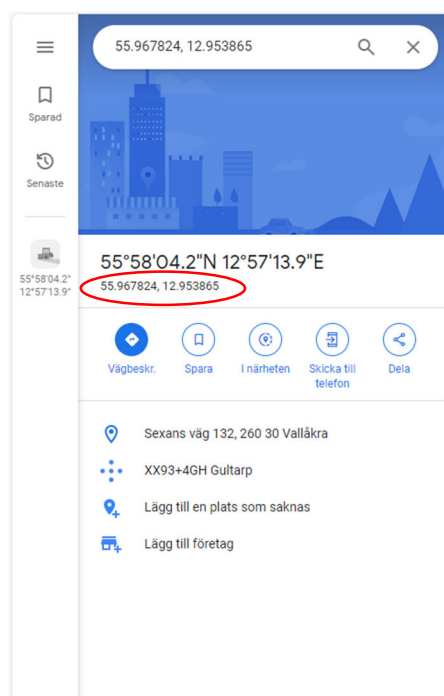 55.967824, 12.953865
Sparad
Senaste
55°58'04.2"
12°57'13.9"
55°58'04.2"N 12°57'13.9"E
55.967824, 12.953865
Vägbeskr.
Spara
I närheten
Skicka till
telefon
Dela
Sexans väg 132, 260 30 Vallåkra
XX93+4GH Gultarp
Lägg till en plats som saknas
Lägg till företag